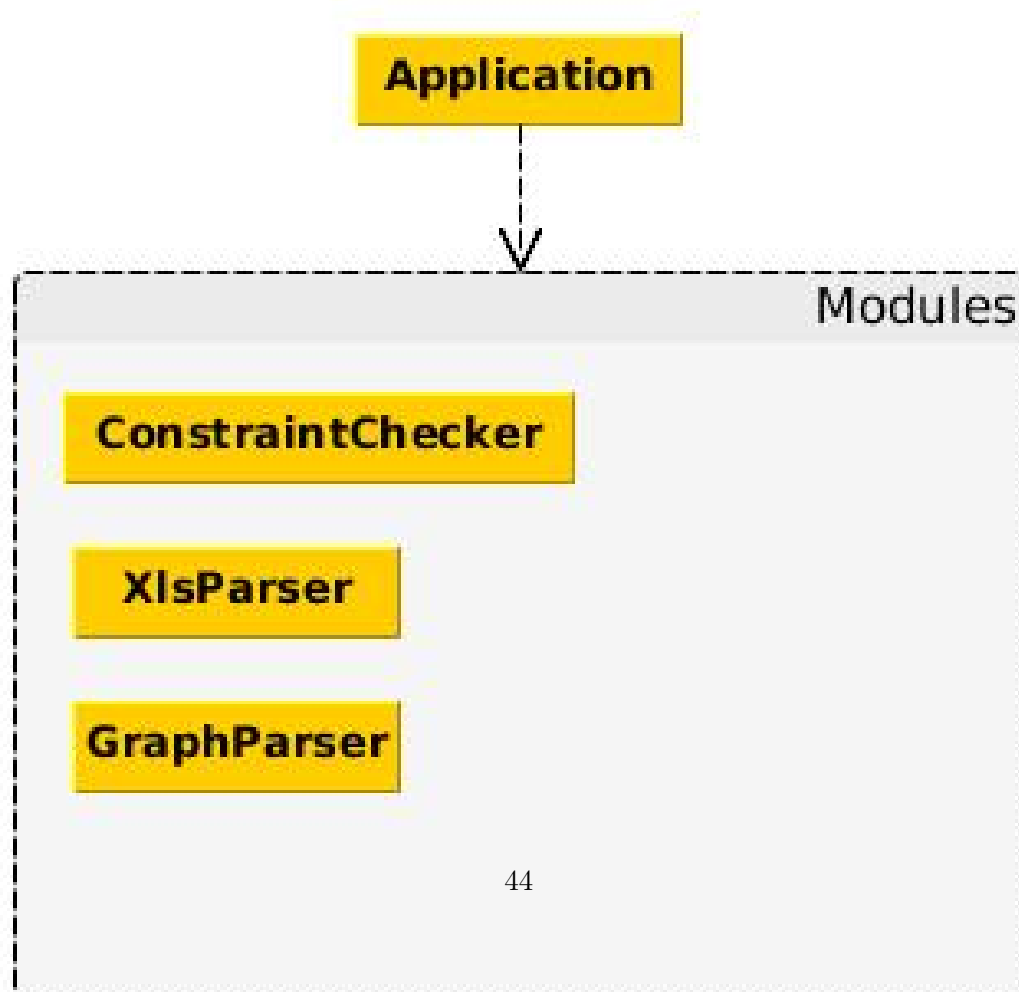 Application
Modules
ConstraintChecker
XlsParser
GraphParser
44